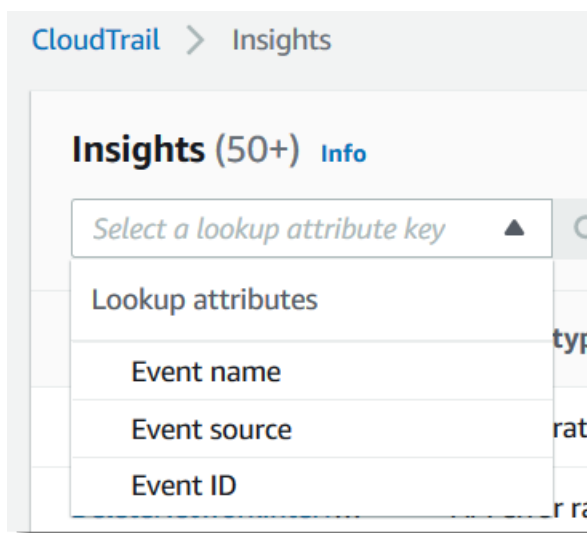 CloudTrail > Insights
Insights (50+) Info
Select a lookup attribute key
Lookup attributes
Event name
Event source
Event ID